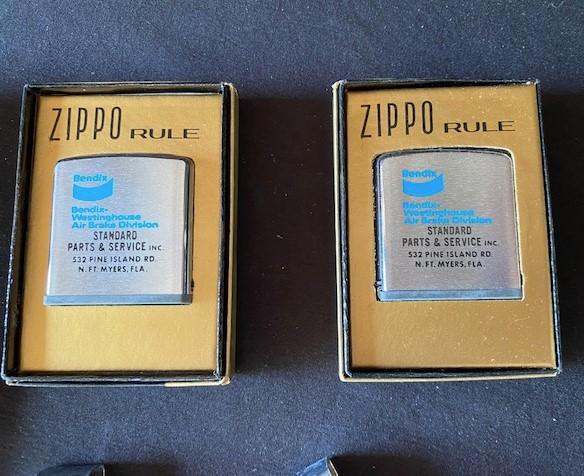 ZIPPO RULE
Bendix
Bendix-
Westinghouse
Air Brake Division
STANDARD
PARTS & SERVICE INC.
532 PINE ISLAND RD.
N. FT. MYERS, FLA.
ZIPPO RULE
Bendix
Bendix-
Westinghouse
Air Brake Division
STANDARD
PARTS & SERVICE INC.
532 PINE ISLAND RD.
N. FT. MYERS, FLA.